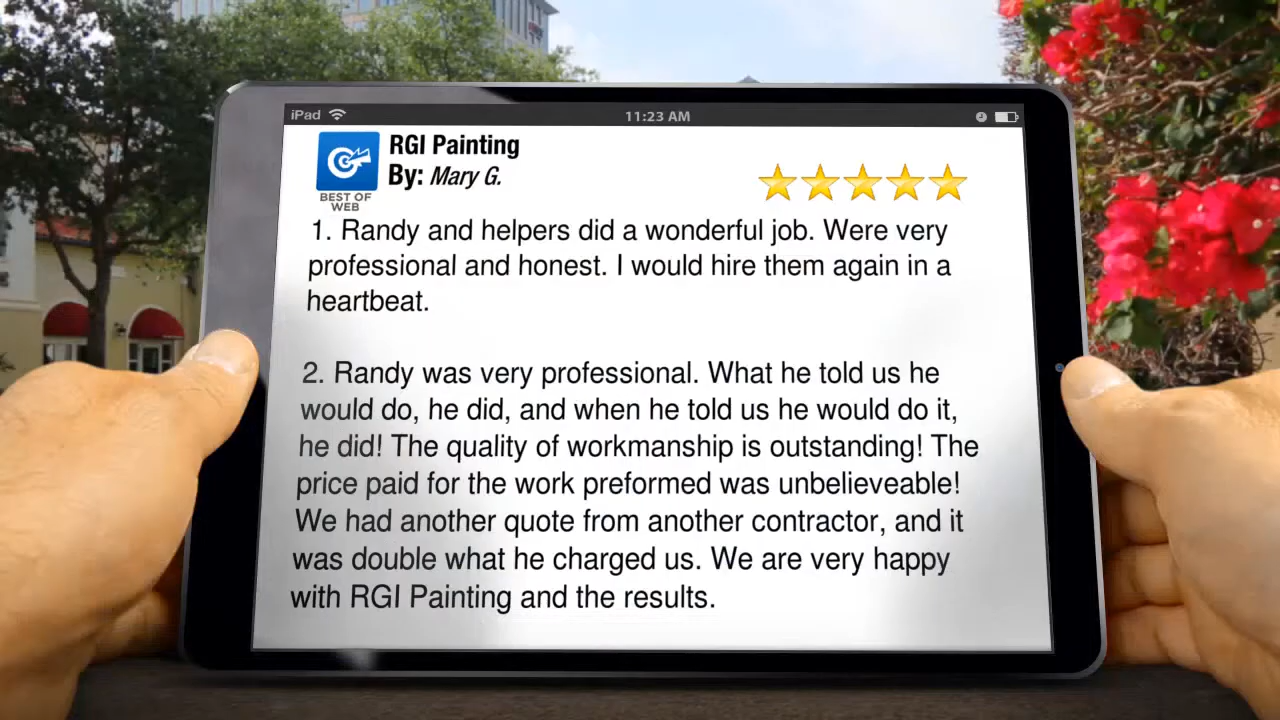 iPad
11:23 AM
RGI Painting
By: Mary G.
BEST OF
WEB
1. Randy and helpers did a wonderful job. Were very
professional and honest. I would hire them again in a
heartbeat.
2. Randy was very professional. What he told us he
would do, he did, and when he told us he would do it,
he did! The quality of workmanship is outstanding! The
price paid for the work preformed was unbelieveable!
We had another quote from another contractor, and it
was double what he charged us. We are very happy
with RGI Painting and the results.